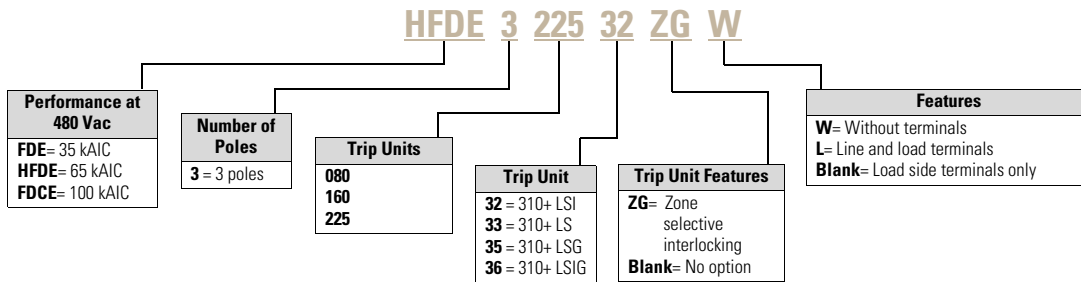 HFDE 3 225 32 ZG W
Performance at
480 Vac
FDE= 35 kAIC
HFDE= 65 kAIC
FDCE= 100 kAIC
Number of
Poles
3 = 3 poles
Trip Units
080
160
225
Trip Unit
32 = 310+ LSI
33 = 310+ LS
35 = 310+ LSG
36 = 310+ LSIG
Trip Unit Features
ZG= Zone
selective
interlocking
Blank= No option
Features
W= Without terminals
L= Line and load terminals
Blank= Load side terminals only